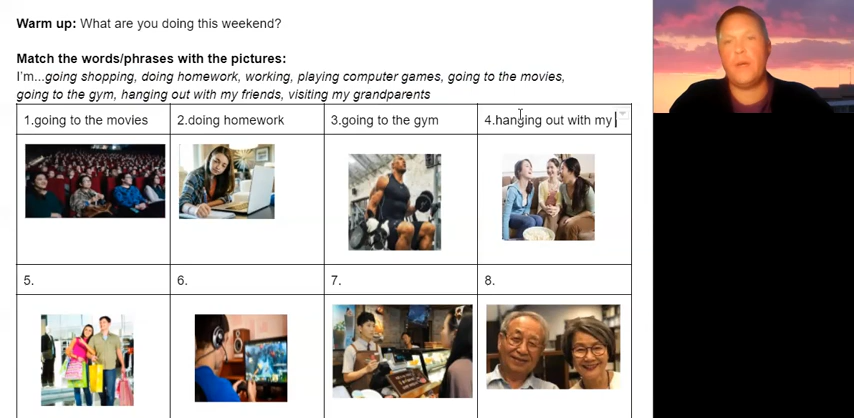 Warm up: What are you doing this weekend?
Match the words/phrases with the pictures:
I'm...going shopping, doing homework, working, playing computer games, going to the movies,
going to the gym, hanging out with my friends, visiting my grandparents
1.going to the movies
2.doing homework
3.going to the gym
4.hanging out with my
5.
6.
7.
8.